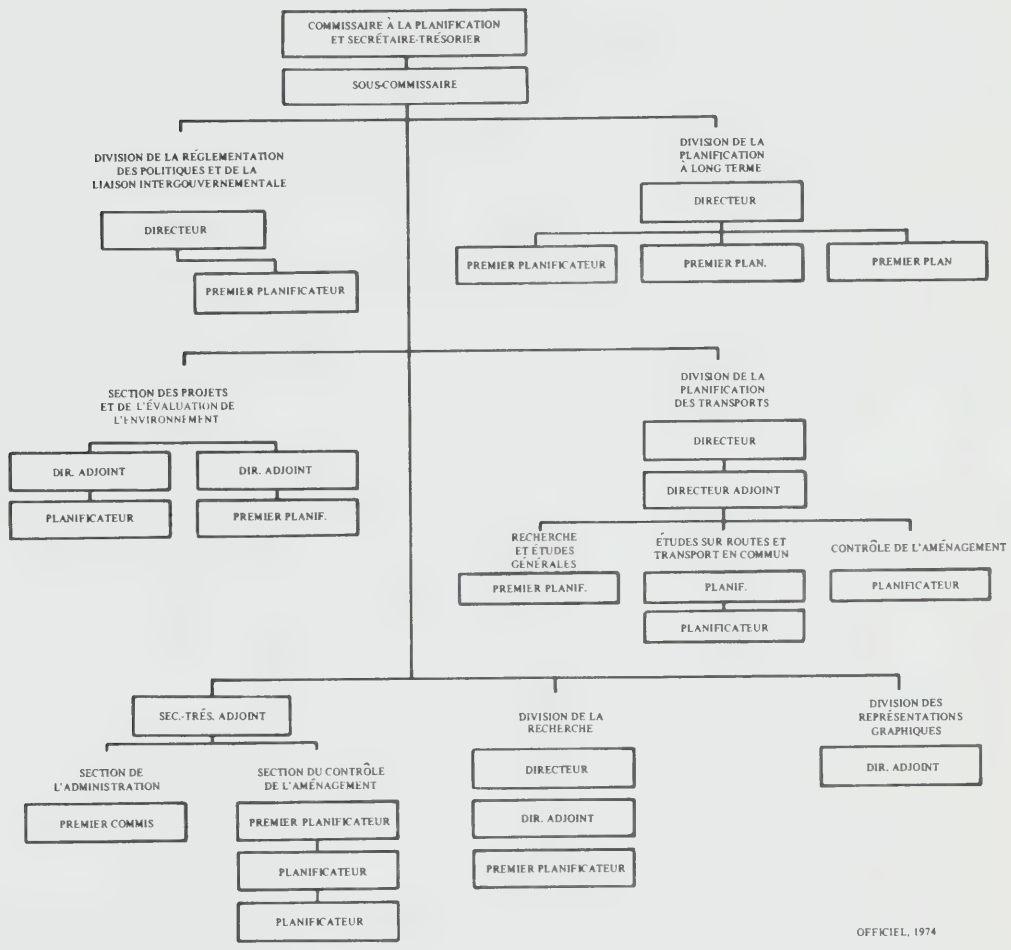 COMMISSAIRE À LA PLANIFICATION
ET SECRÉTAIRE-TRÉSORIER
SOUS-COMMISSAIRE
DIVISION DE LA RÉGLEMENTATION
DES POLITIQUES ET DE LA
LIAISON INTERGOUVERNEMENTALE
DIRECTEUR
PREMIER PLANIFICATEUR
DIVISION DE LA
PLANIFICATION
À LONG TERME
DIRECTEUR
PREMIER PLANIFICATEUR
PREMIER PLAN.
PREMIER PLAN
SECTION DES PROJETS
ET DE L'ÉVALUATION DE
L'ENVIRONNEMENT
DIR. ADJOINT
DIR. ADJOINT
PLANIFICATEUR
PREMIER PLANIF.
DIVISION DE LA
PLANIFICATION
DES TRANSPORTS
DIRECTEUR
DIRECTEUR ADJOINT
RECHERCHE
ET ÉTUDES
GÉNÉRALES
PREMIER PLANIF.
ÉTUDES SUR ROUTES ET
TRANSPORT EN COMMUN
PLANIF.
PLANIFICATEUR
CONTRÔLE DE L'AMÉNAGEMENT
PLANIFICATEUR
SEC.-TRÉS. ADJOINT
SECTION DE
L'ADMINISTRATION
PREMIER COMMIS
SECTION DU CONTRÔLE
DE L'AMÉNAGEMENT
PREMIER PLANIFICATEUR
PLANIFICATEUR
PLANIFICATEUR
DIVISION DE LA
RECHERCHE
DIRECTEUR
DIR. ADJOINT
PREMIER PLANIFICATEUR
DIVISION DES
REPRÉSENTATIONS
GRAPHIQUES
DIR. ADJOINT
OFFICIEL, 1974